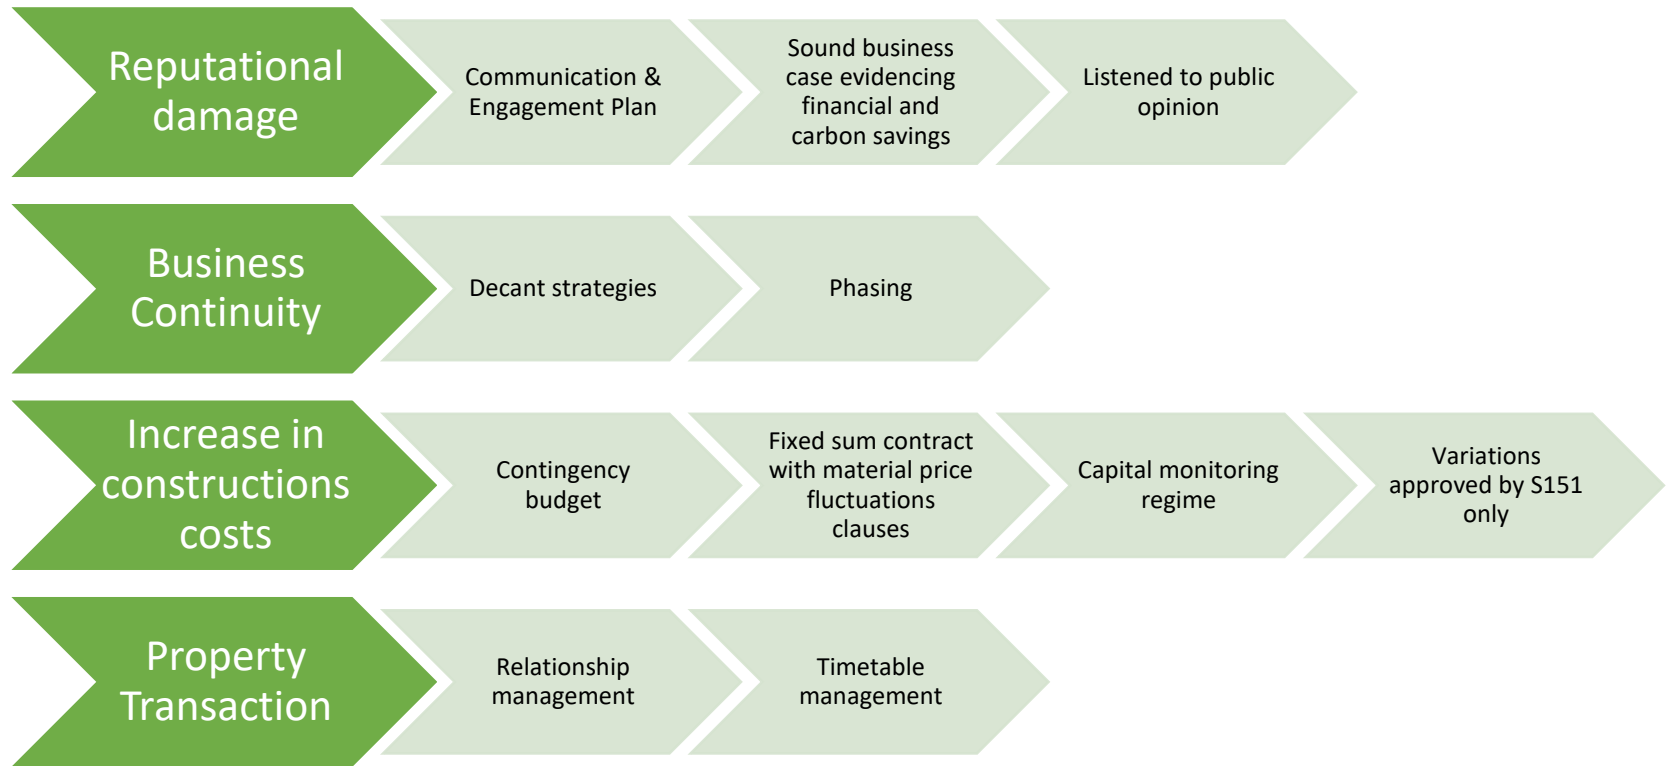 Reputational
damage
Communication &
Engagement Plan
Sound business
case evidencing
financial and
carbon savings
Listened to public
opinion
Business
Continuity
Decant strategies
Phasing
Increase in
constructions
costs
Contingency
budget
Fixed sum contract
with material price
fluctuations
clauses
Capital monitoring
regime
Variations
approved by S151
only
Property
Transaction
Relationship
management
Timetable
management